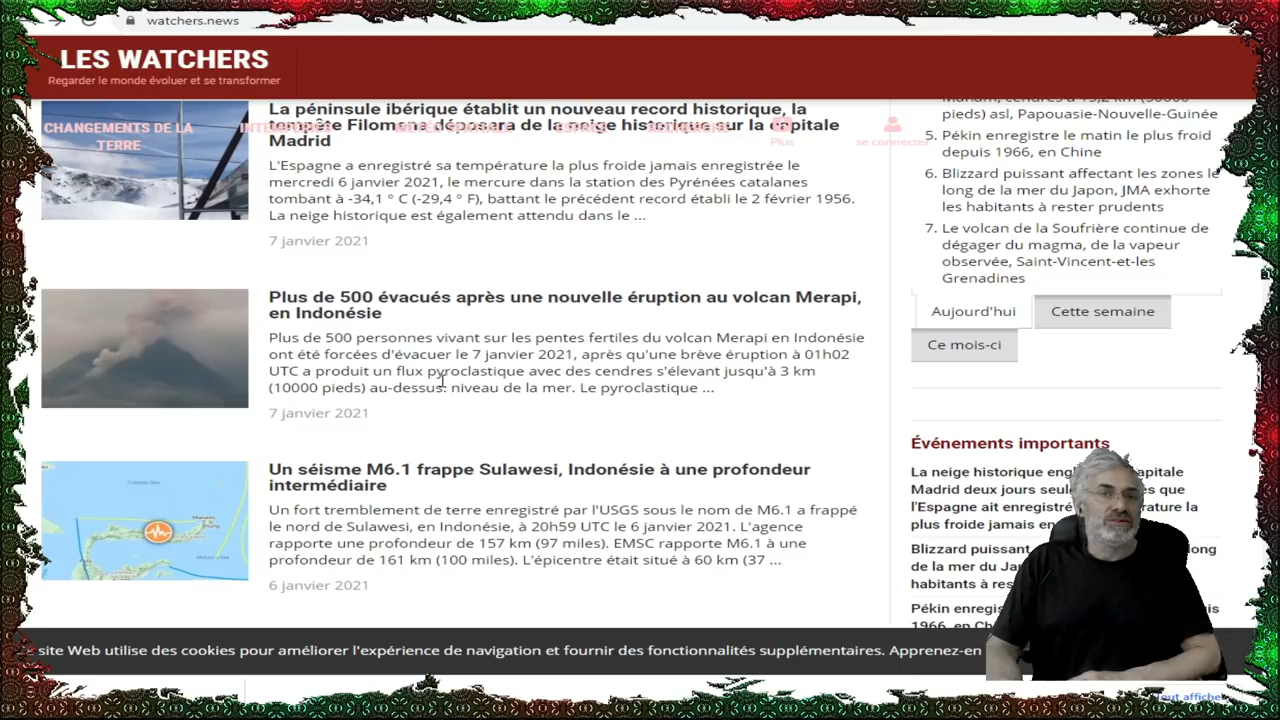 watchers.news
LES WATCHERS
Regarder le monde évoluer et se transformer
CHANGEMENTS DE LA
TERRE
Plus
se connecter
La péninsule ibérique établit un nouveau record historique, la
tempête Filomena déposera de la neige historique sur la capitale
Madrid
L'Espagne a enregistré sa température la plus froide jamais enregistrée le
mercredi 6 janvier 2021, le mercure dans la station des Pyrénées catalanes
tombant à -34,1 ° C (-29,4 ° F), battant le précédent record établi le 2 février 1956.
La neige historique est également attendu dans le ...
7 janvier 2021
Plus de 500 évacués après une nouvelle éruption au volcan Merapi,
en Indonésie
Plus de 500 personnes vivant sur les pentes fertiles du volcan Merapi en Indonésie
ont été forcées d'évacuer le 7 janvier 2021, après qu'une brève éruption à 01h02
UTC a produit un flux pyroclastique avec des cendres s'élevant jusqu'à 3 km
(10000 pieds) au-dessus niveau de la mer. Le pyroclastique ...
7 janvier 2021
Un séisme M6.1 frappe Sulawesi, Indonésie à une profondeur
intermédiaire
Un fort tremblement de terre enregistré par l'USGS sous le nom de M6.1 a frappé
le nord de Sulawesi, en Indonésie, à 20h59 UTC le 6 janvier 2021. L'agence
rapporte une profondeur de 157 km (97 miles). EMSC rapporte M6.1 à une
profondeur de 161 km (100 miles). L'épicentre était situé à 60 km (37 ...
6 janvier 2021
pieds) asl, Papouasie-Nouvelle-Guinée
5. Pékin enregistre le matin le plus froid
depuis 1966, en Chine
6. Blizzard puissant affectant les zones le
long de la mer du Japon, JMA exhorte
les habitants à rester prudents
7. Le volcan de la Soufrière continue de
dégager du magma, de la vapeur
observée, Saint-Vincent-et-les
Grenadines
Aujourd'hui
Cette semaine
Ce mois-ci
Événements importants
La neige historique capitale
Madrid deux jours que
l'Espagne ait
plus froide jamais
Blizzard puissant long
de la mer du
habitants à
Pékin
1966, en
site Web utilise des cookies pour améliorer l'expérience de navigation et fournir des fonctionnalités supplémentaires. Apprenez-en